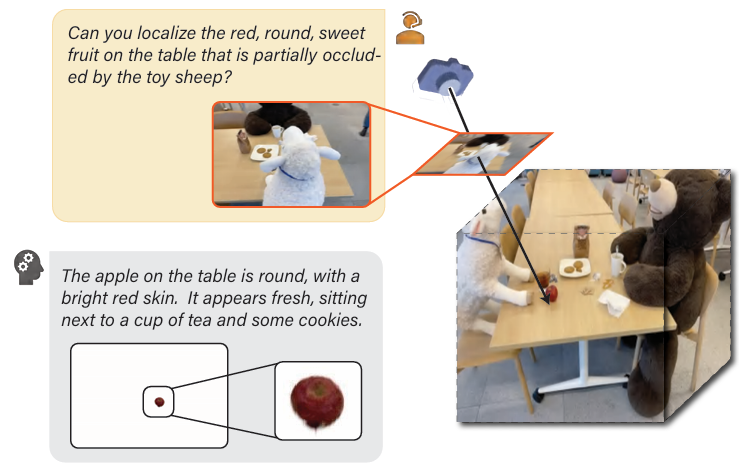 Can you localize the red, round, sweet
fruit on the table that is partially occlud-
ed by the toy sheep?
The apple on the table is round, with a
bright red skin. It appears fresh, sitting
next to a cup of tea and some cookies.